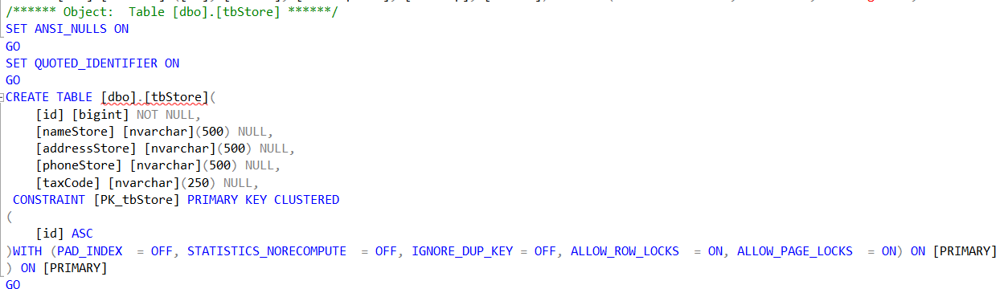 /****** Object:  Table [dbo].[tbStore] ******/
SET ANSI_NULLS ON
GO
SET QUOTED_IDENTIFIER ON
GO
CREATE TABLE [dbo].[tbStore](
    [id] [bigint] NOT NULL,
    [nameStore] [nvarchar](500) NULL,
    [addressStore] [nvarchar](500) NULL,
    [phoneStore] [nvarchar](500) NULL,
    [taxCode] [nvarchar](250) NULL,
 CONSTRAINT [PK_tbStore] PRIMARY KEY CLUSTERED
(
    [id] ASC
)WITH (PAD_INDEX  = OFF, STATISTICS_NORECOMPUTE  = OFF, IGNORE_DUP_KEY = OFF, ALLOW_ROW_LOCKS  = ON, ALLOW_PAGE_LOCKS  = ON) ON [PRIMARY]
) ON [PRIMARY]
GO